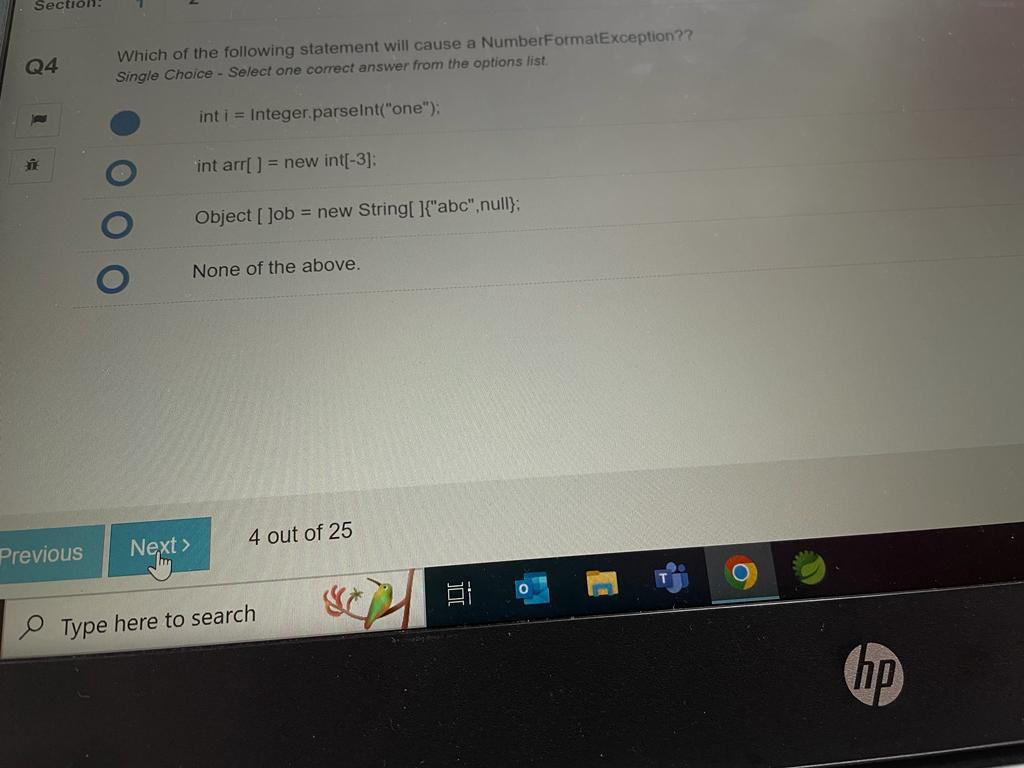 Section: 1 2
Q4
Which of the following statement will cause a NumberFormatException??
Single Choice - Select one correct answer from the options list.
int i = Integer.parseInt("one");
int arr[ ] = new int[-3];
Object [ ]ob = new String[ ]{"abc",null};
None of the above.
Previous
Next >
4 out of 25
Type here to search
hp